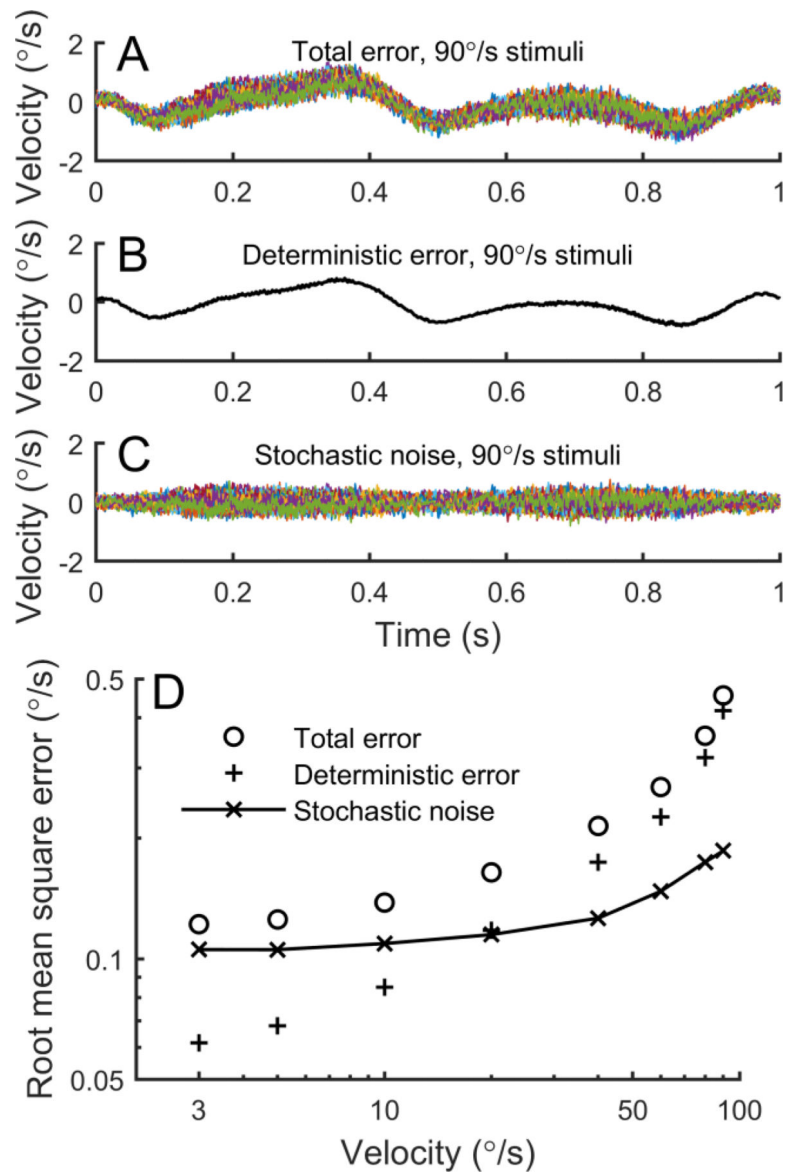 A
Total error, 90°/s stimuli
Velocity (°/s)
2
0
-2
0 0.2 0.4 0.6 0.8 1
B
Deterministic error, 90°/s stimuli
Velocity (°/s)
2
0
-2
0 0.2 0.4 0.6 0.8 1
C
Stochastic noise, 90°/s stimuli
Velocity (°/s)
2
0
-2
0 0.2 0.4 0.6 0.8 1
Time (s)
D
Root mean square error (°/s)
0.5
0.1
0.05
Total error
Deterministic error
Stochastic noise
3 10 50 100
Velocity (°/s)